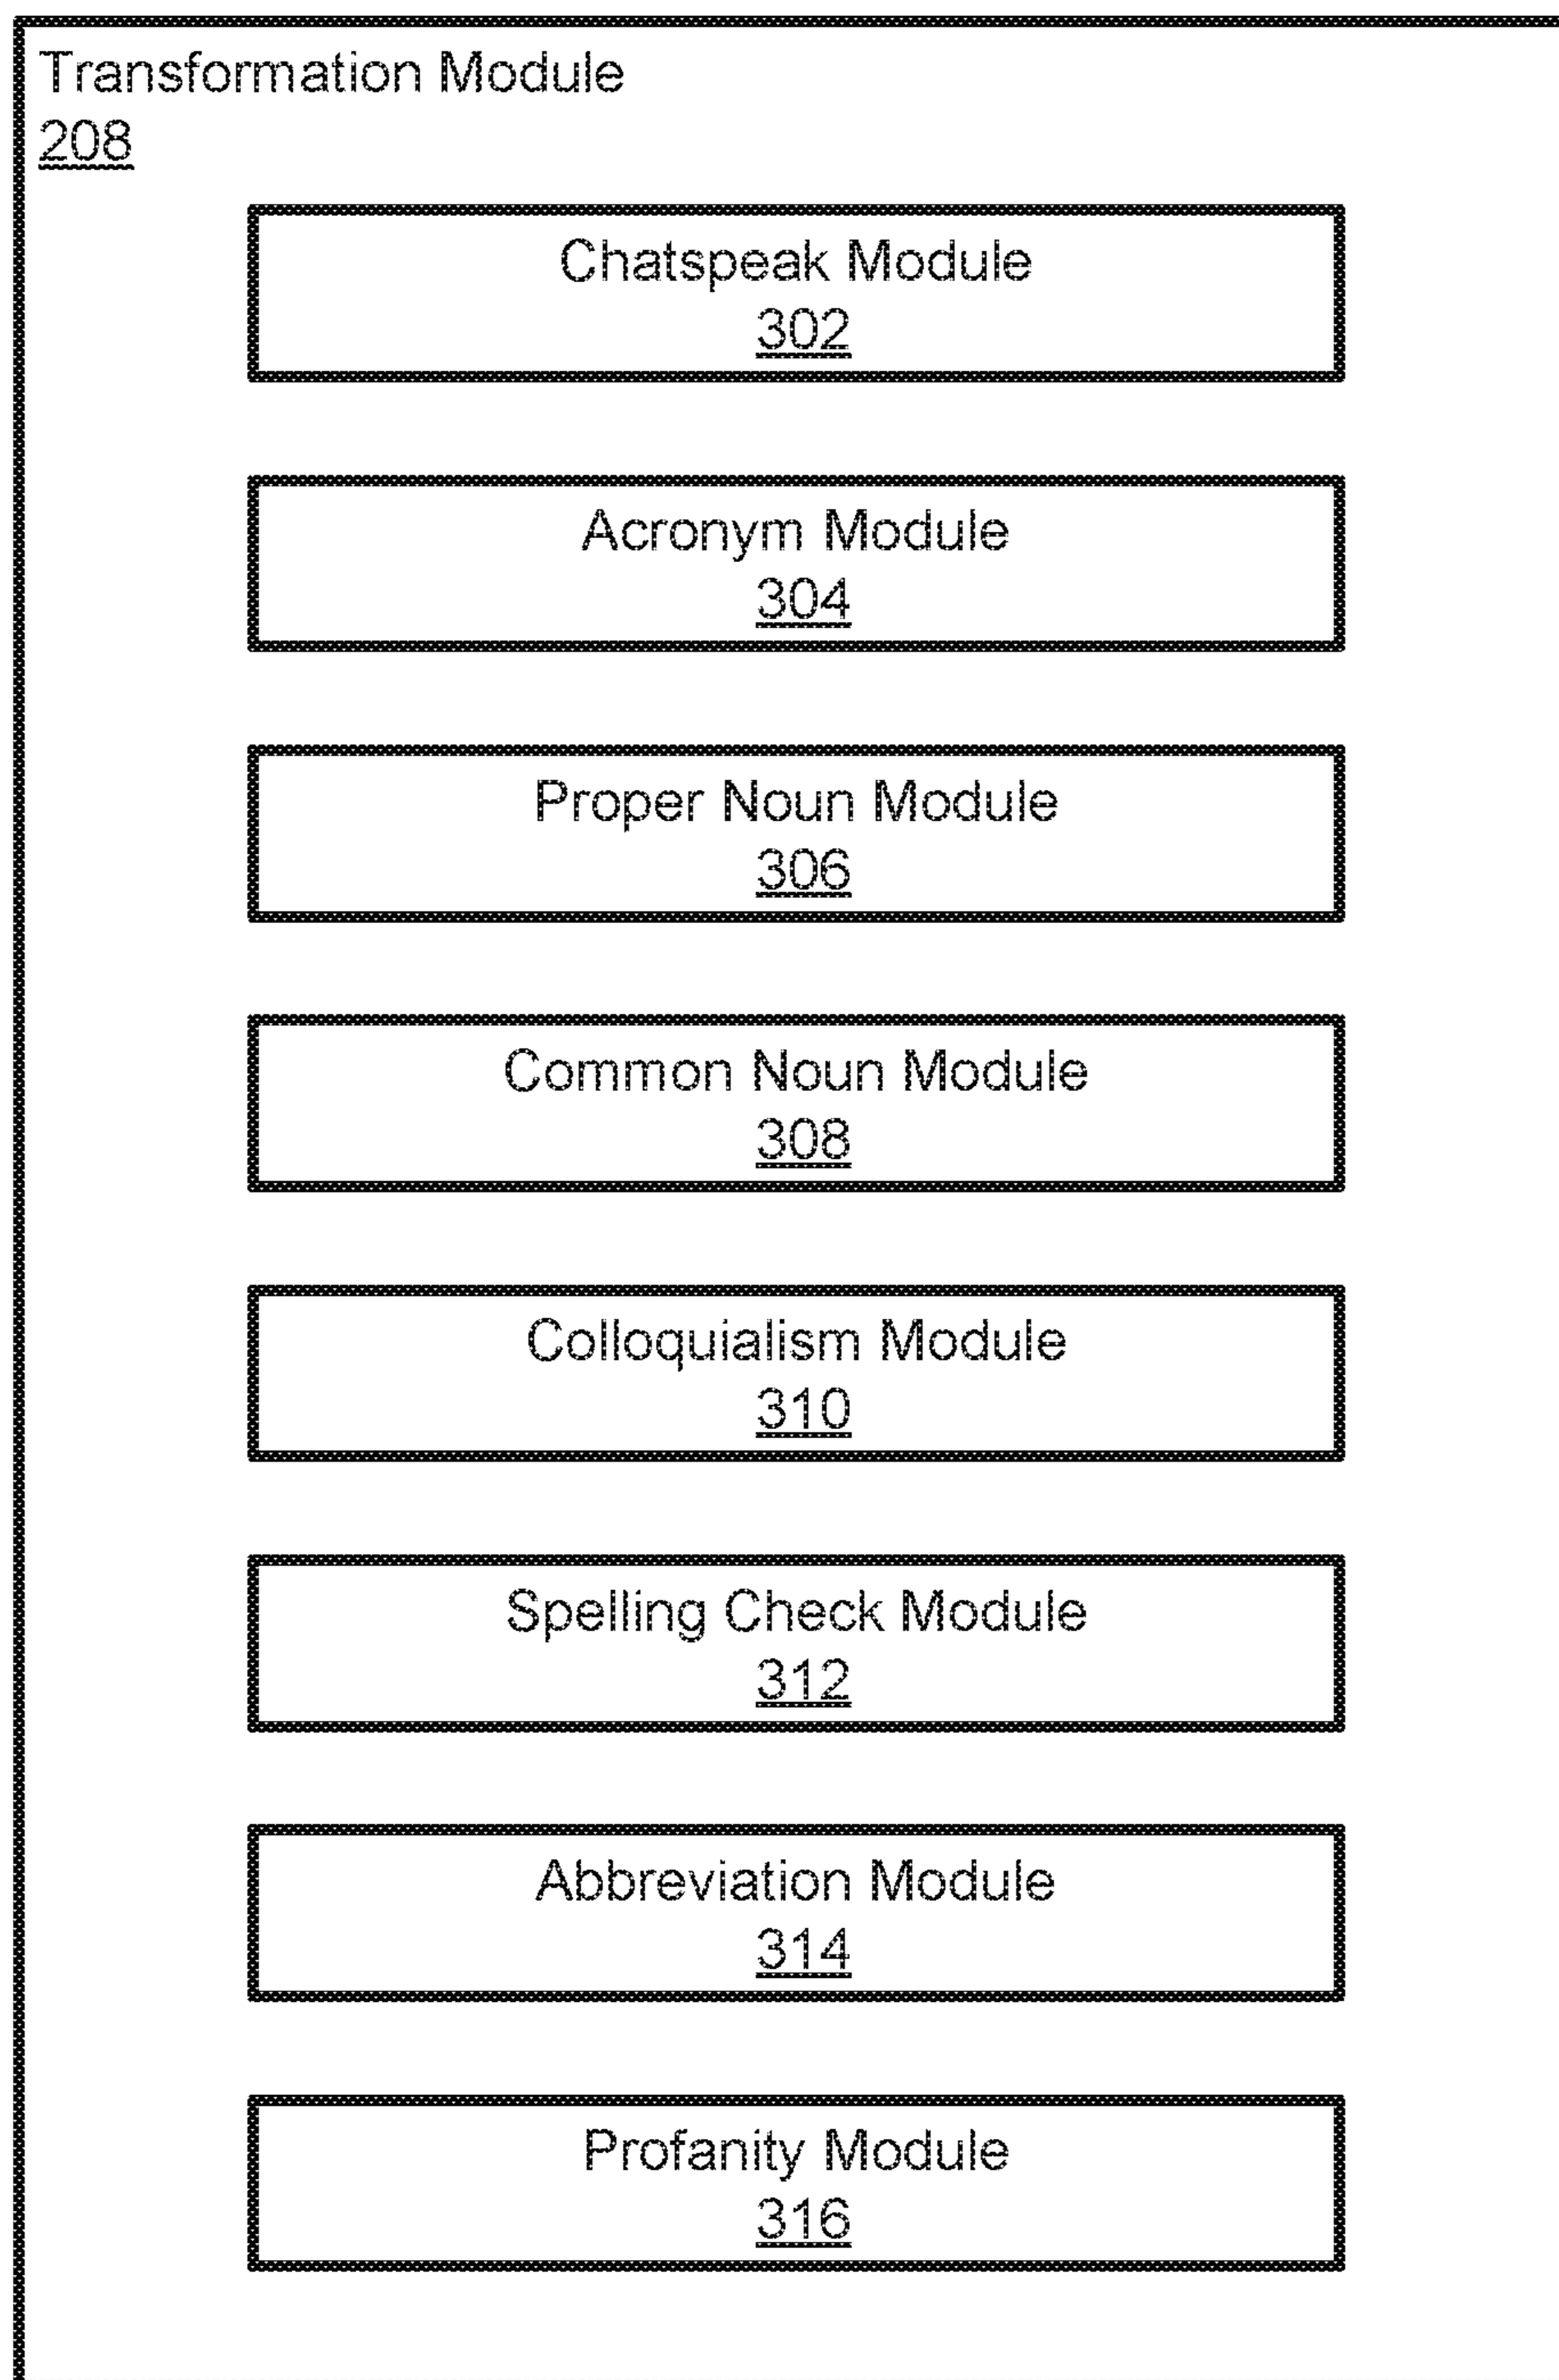 Transformation Module
208
Chatspeak Module
302
Acronym Module
304
Proper Noun Module
306
Common Noun Module
308
Colloquialism Module
310
Spelling Check Module
312
Abbreviation Module
314
Profanity Module
316